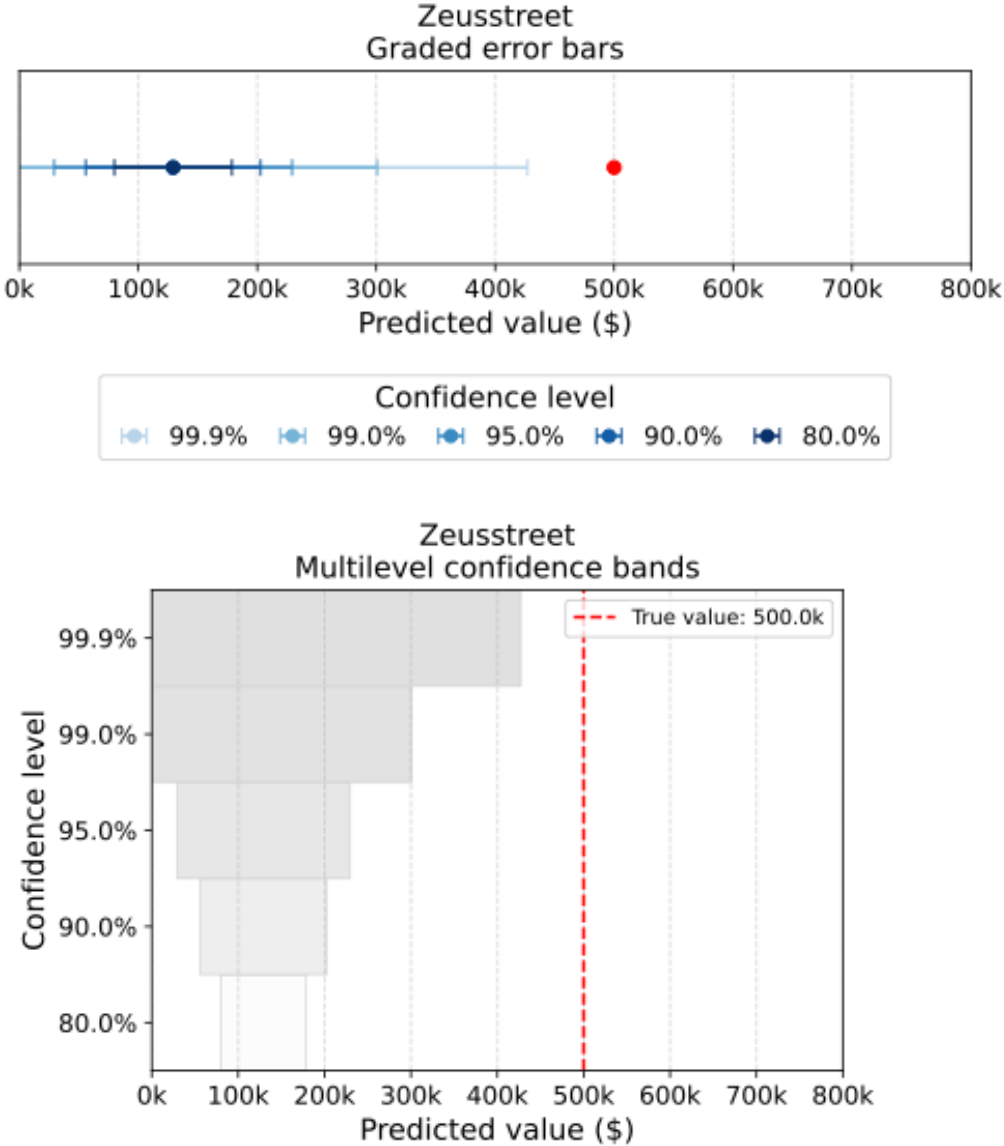 Zeusstreet
Graded error bars
0k 100k 200k 300k 400k 500k 600k 700k 800k
Predicted value ($)
Confidence level
99.9% 99.0% 95.0% 90.0% 80.0%
Zeusstreet
Multilevel confidence bands
True value: 500.0k
Confidence level
99.9%
99.0%
95.0%
90.0%
80.0%
0k 100k 200k 300k 400k 500k 600k 700k 800k
Predicted value ($)